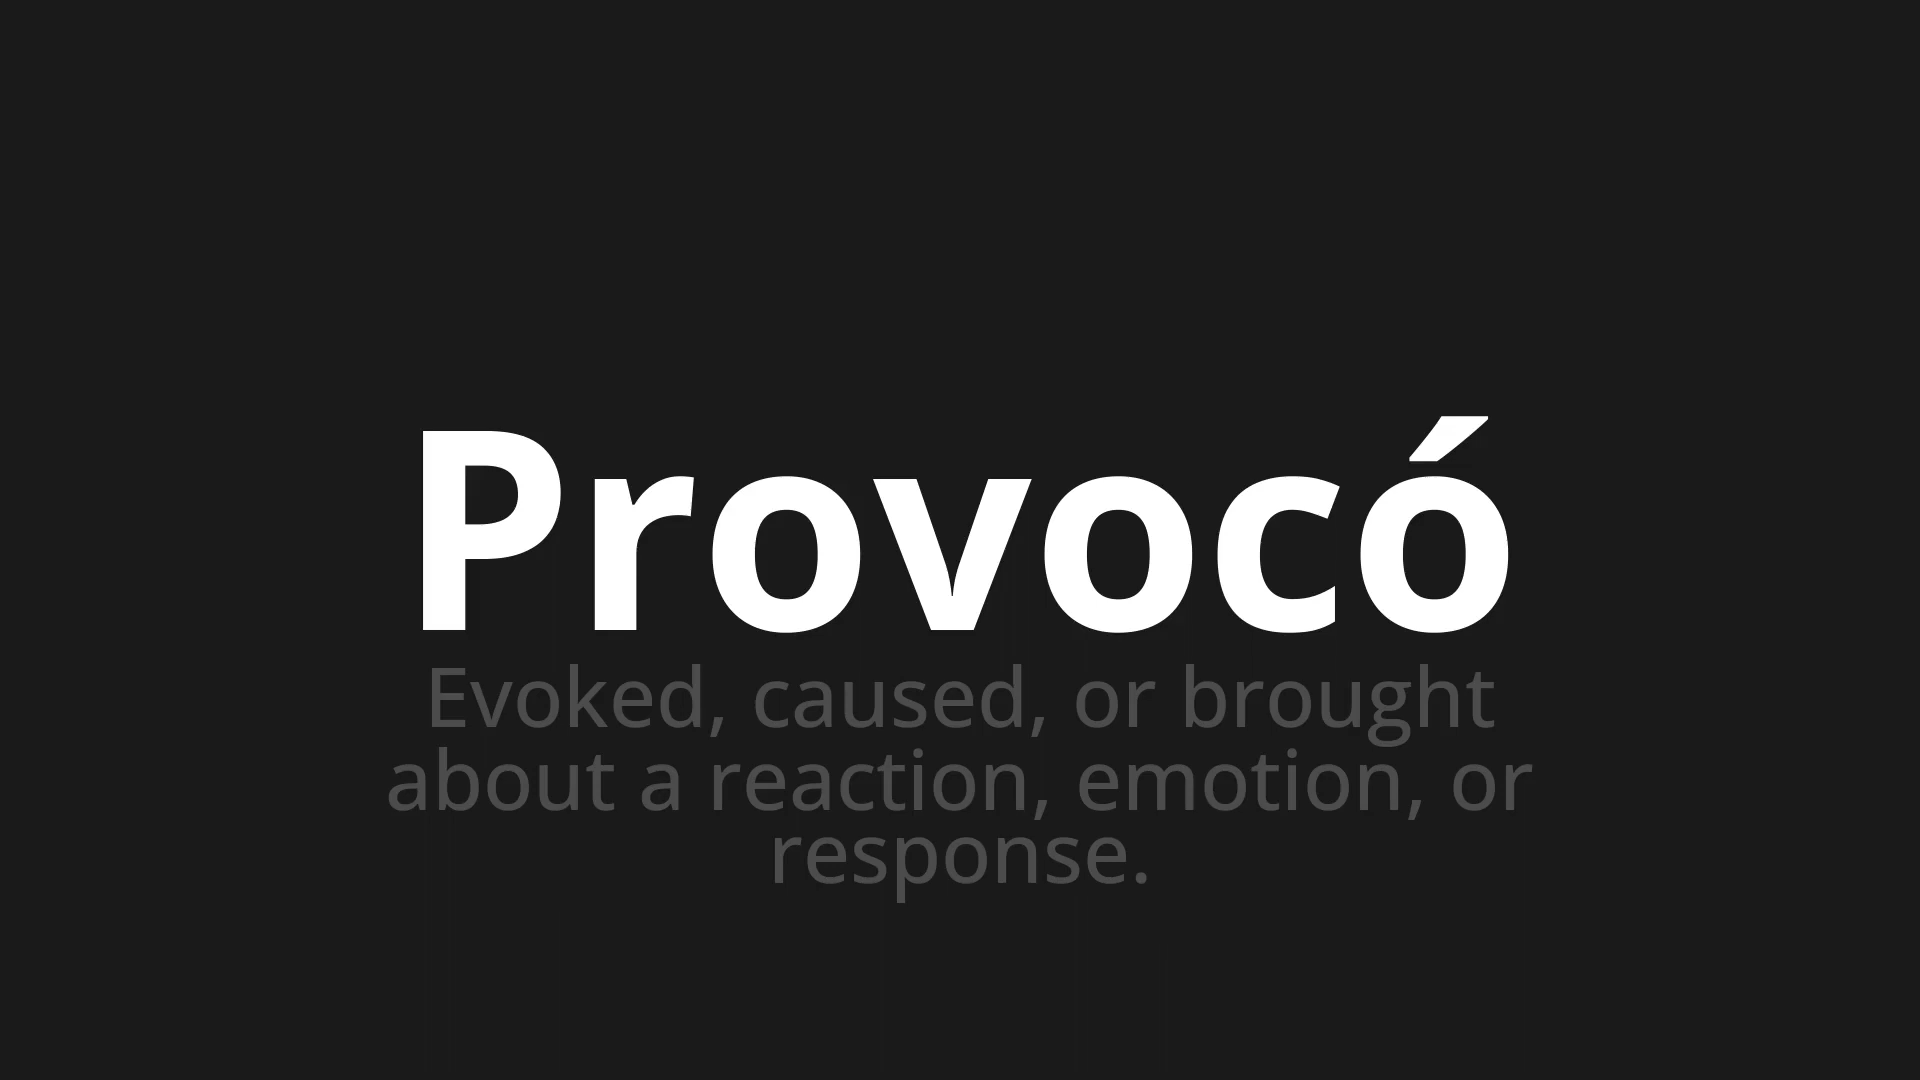 Provocó
Evoked, caused, or brought
about a reaction, emotion, or
response.